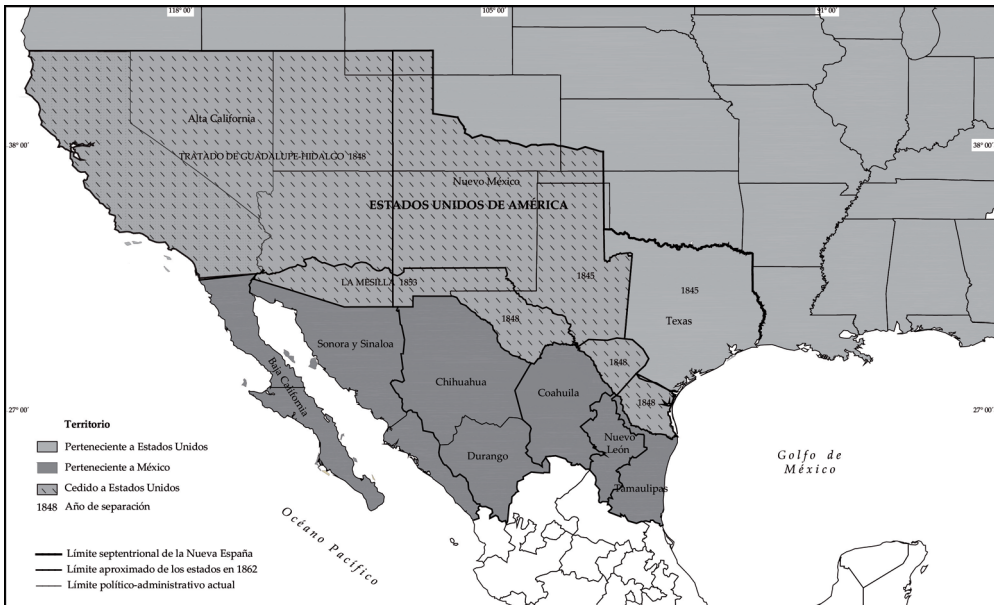 118° 00'
105° 00'
91° 00'
38° 00'
38° 00'
Alta California
TRATADO DE GUADALUPE-HIDALGO 1848
Nuevo México
ESTADOS UNIDOS DE AMÉRICA
1845
LA MESILLA 1853
1845
1848
Texas
Sonora y Sinaloa
1848
Baja California
Chihuahua
Coahuila
1848
27° 00'
27° 00'
Nuevo
León
Durango
Tamaulipas
Golfo de
México
Océano Pacífico
Territorio
Perteneciente a Estados Unidos
Perteneciente a México
Cedido a Estados Unidos
1848 Año de separación
Límite septentrional de la Nueva España
Límite aproximado de los estados en 1862
Límite político-administrativo actual